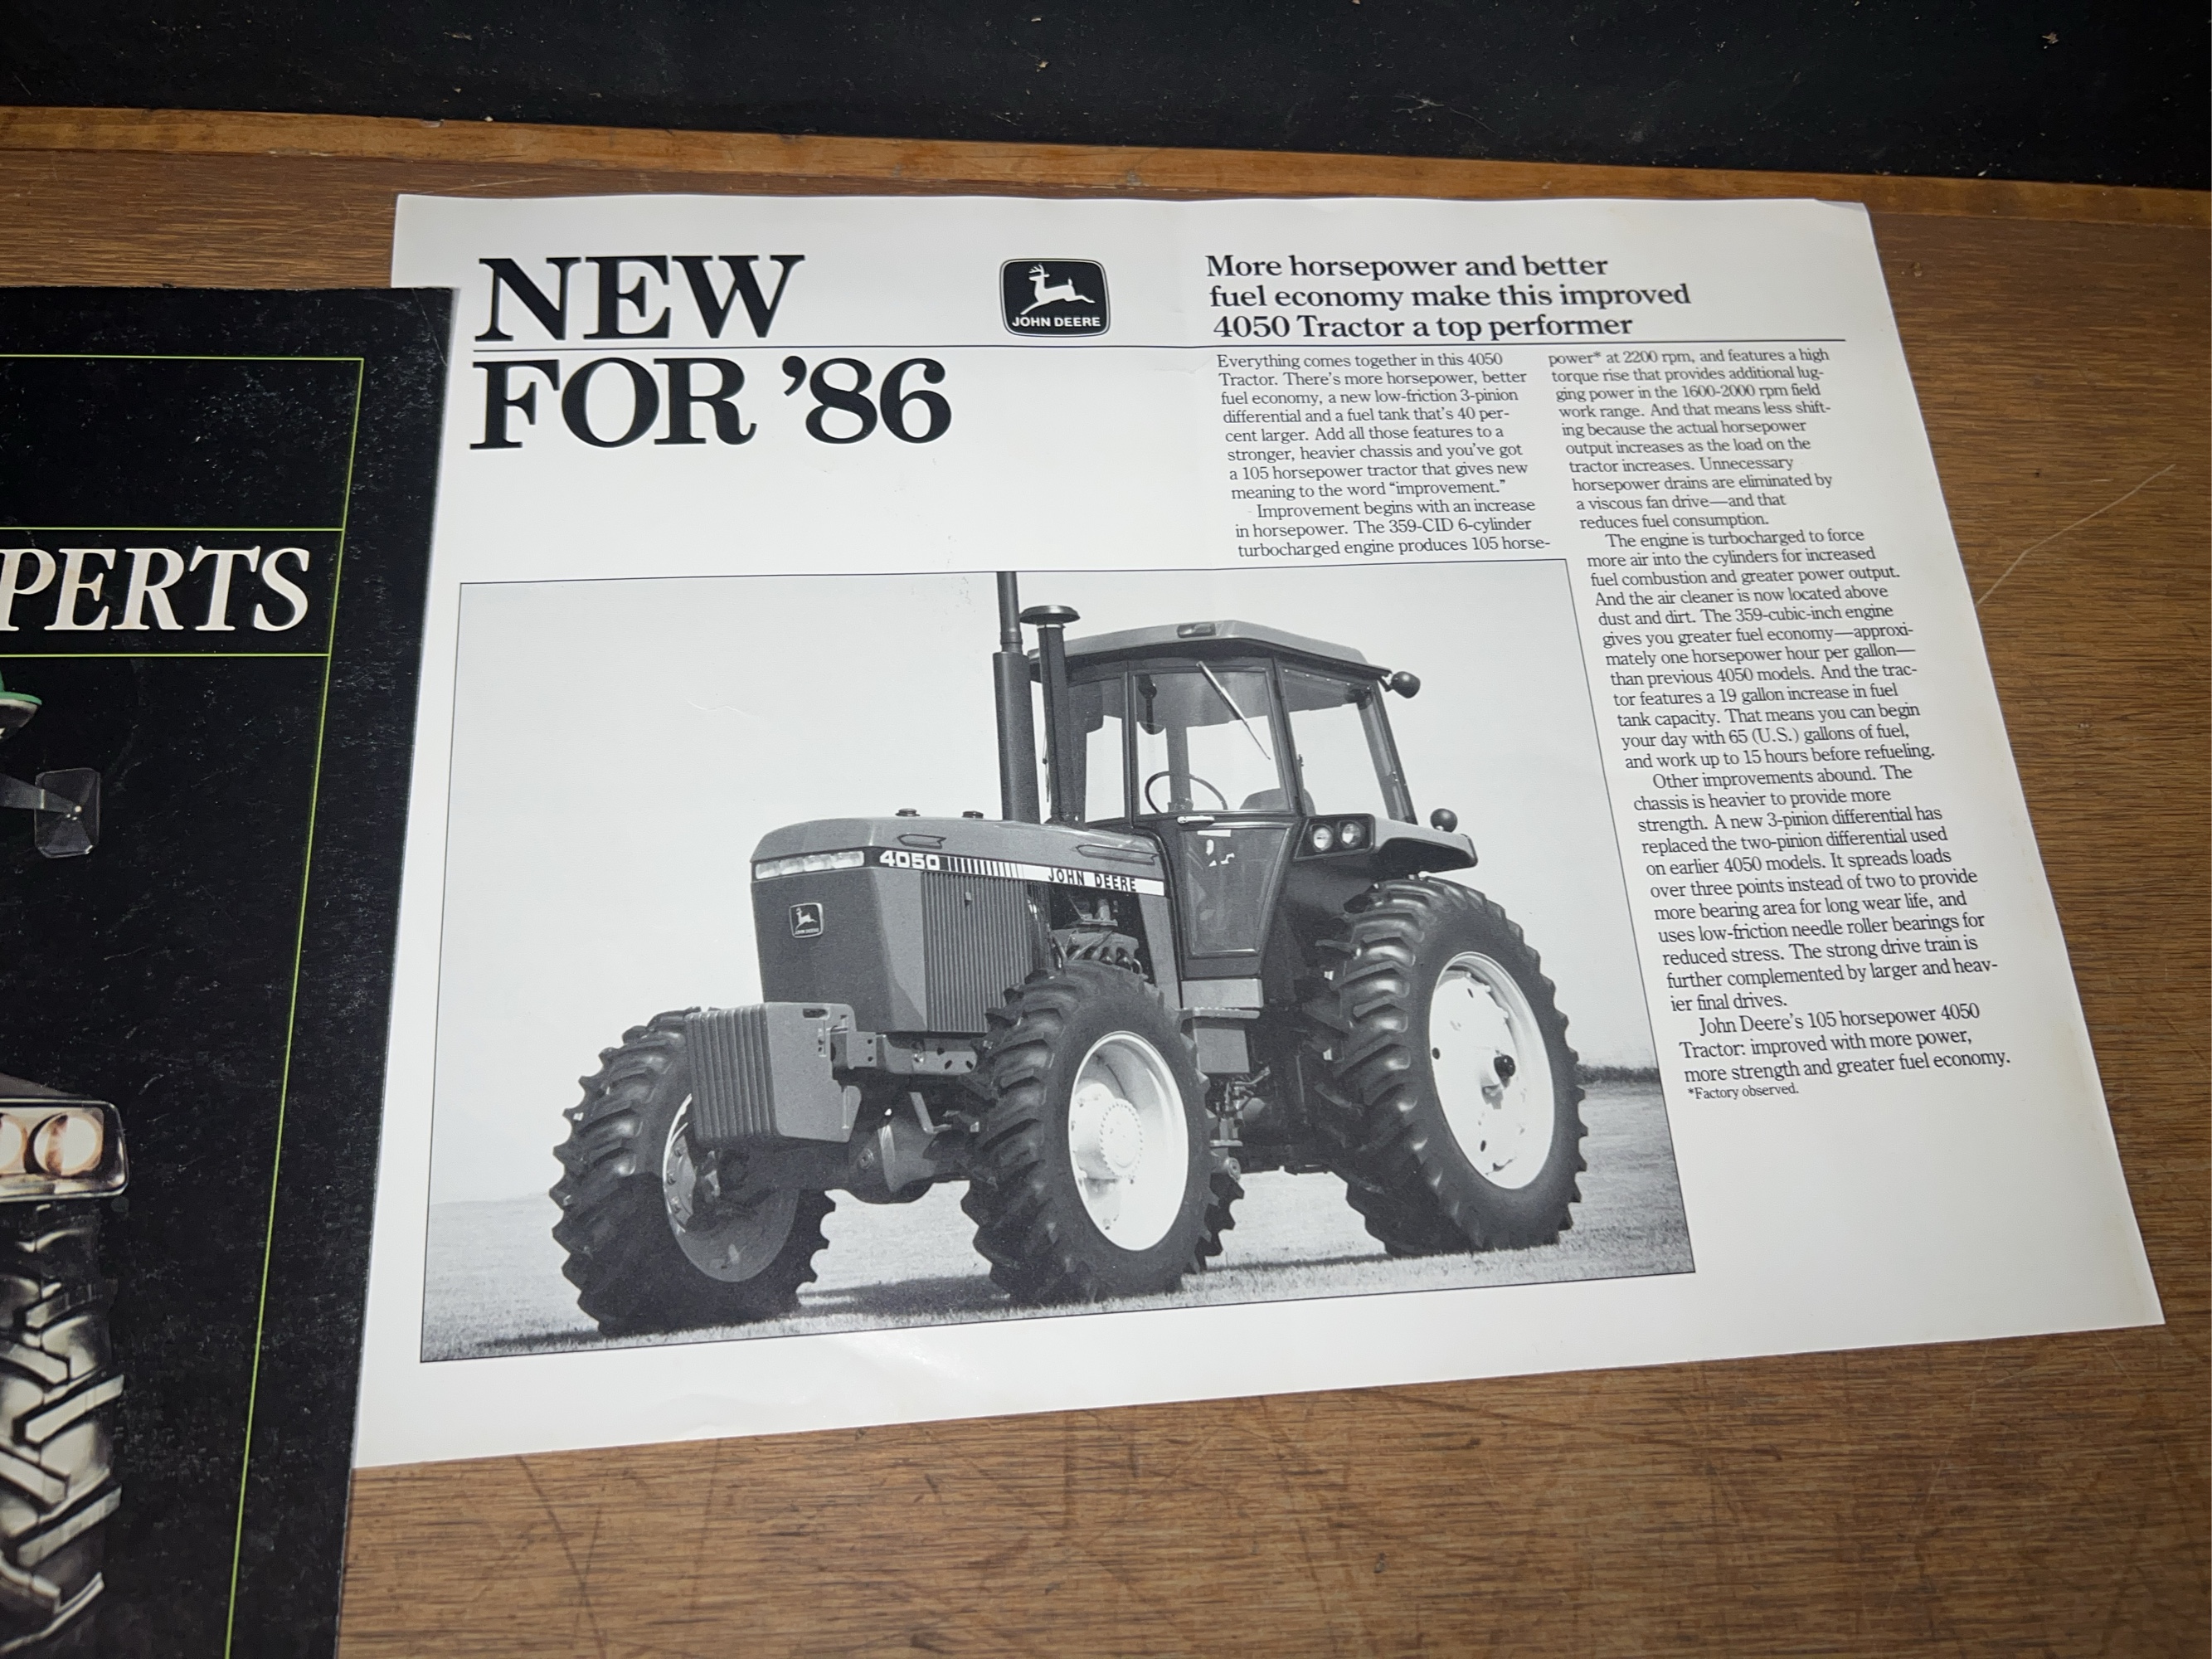 PERTS
NEW
FOR '86
JOHN DEERE
More horsepower and better
fuel economy make this improved
4050 Tractor a top performer
Everything comes together in this 4050
Tractor. There's more horsepower, better
fuel economy, a new low-friction 3-pinion
differential and a fuel tank that's 40 per-
cent larger. Add all those features to a
stronger, heavier chassis and you've got
a 105 horsepower tractor that gives new
meaning to the word “improvement.”
Improvement begins with an increase
in horsepower. The 359-CID 6-cylinder
turbocharged engine produces 105 horse-
power* at 2200 rpm, and features a high
torque rise that provides additional lug-
ging power in the 1600-2000 rpm field
work range. And that means less shift-
ing because the actual horsepower
output increases as the load on the
tractor increases. Unnecessary
horsepower drains are eliminated by
a viscous fan drive—and that
reduces fuel consumption.
The engine is turbocharged to force
more air into the cylinders for increased
fuel combustion and greater power output.
And the air cleaner is now located above
dust and dirt. The 359-cubic-inch engine
gives you greater fuel economy—approxi-
mately one horsepower hour per gallon—
than previous 4050 models. And the trac-
tor features a 19 gallon increase in fuel
tank capacity. That means you can begin
your day with 65 (U.S.) gallons of fuel,
and work up to 15 hours before refueling.
Other improvements abound. The
chassis is heavier to provide more
strength. A new 3-pinion differential has
replaced the two-pinion differential used
on earlier 4050 models. It spreads loads
over three points instead of two to provide
more bearing area for long wear life, and
uses low-friction needle roller bearings for
reduced stress. The strong drive train is
further complemented by larger and heav-
ier final drives.
John Deere's 105 horsepower 4050
Tractor: improved with more power,
more strength and greater fuel economy.
*Factory observed.
4050 JOHN DEERE
JOHN DEERE